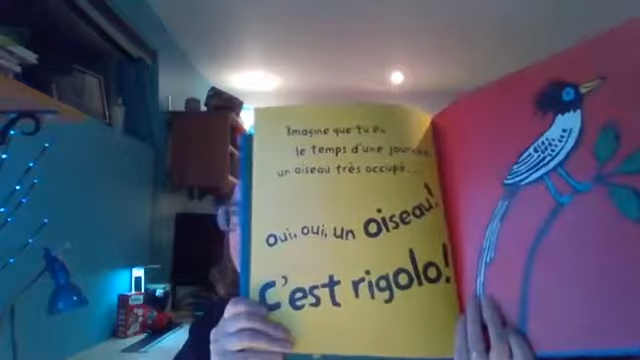 Imagine que tu es
le temps d'une journée
un oiseau très occupé...
Oui, oui, un oiseau!
C'est rigolo!